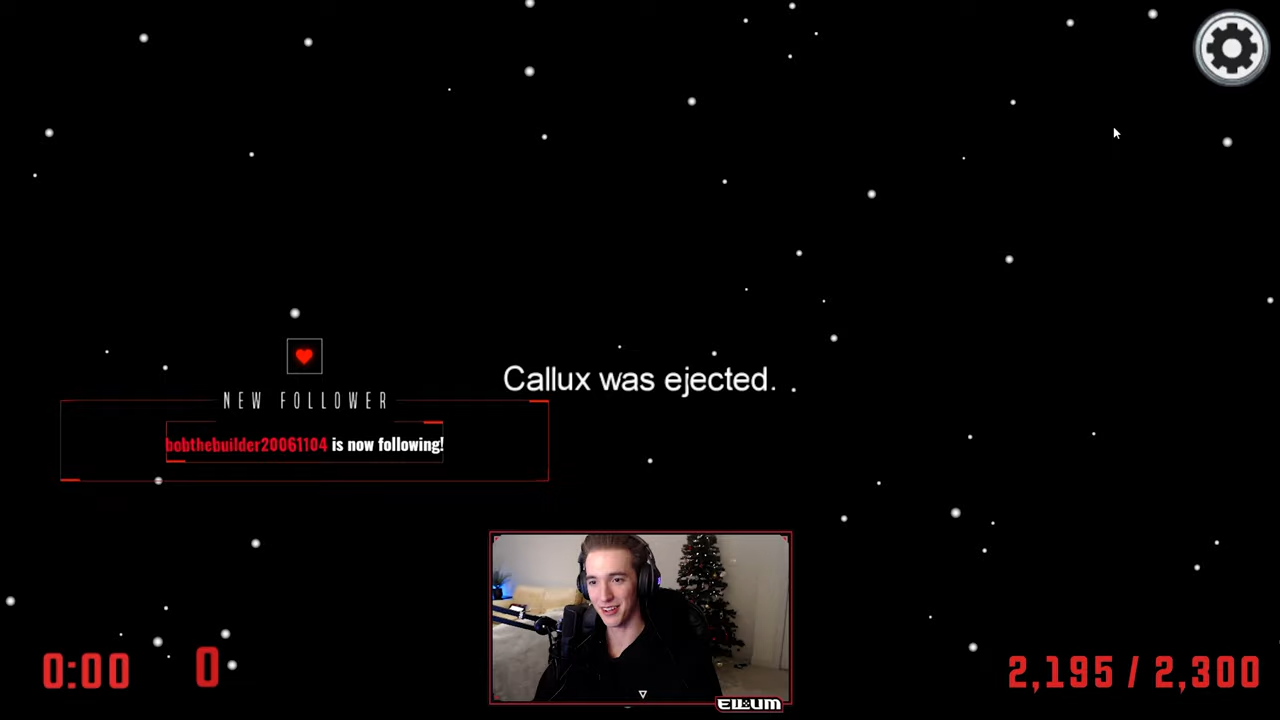 Callux was ejected.
NEW FOLLOWER
bobthebuilder20061104 is now following!
0:00 0
2,195 / 2,300